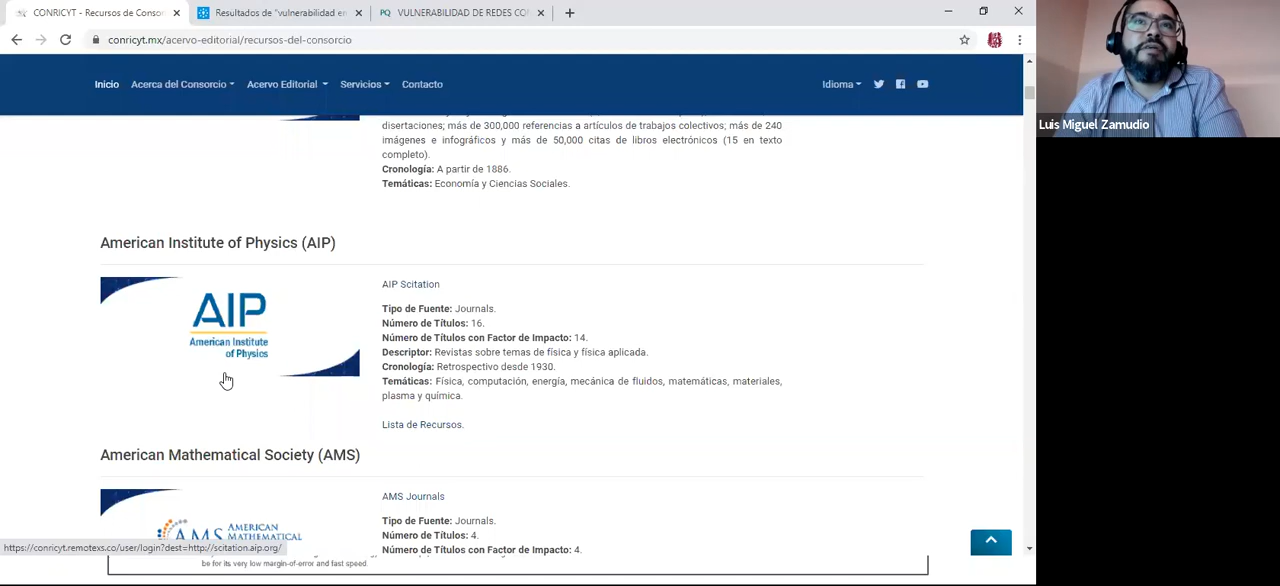 CONRICYT - Recursos de Consor
Resultados de "vulnerabilidad en
PQ VULNERABILIDAD DE REDES CO
conricyt.mx/acervo-editorial/recursos-del-consorcio
Inicio Acerca del Consorcio Acervo Editorial Servicios Contacto Idioma
Luis Miguel Zamudio
disertaciones; más de 300,000 referencias a artículos de trabajos colectivos; más de 240
imágenes e infográficos y más de 50,000 citas de libros electrónicos (15 en texto
completo).
Cronología: A partir de 1886.
Temáticas: Economía y Ciencias Sociales.
American Institute of Physics (AIP)
AIP
American Institute
of Physics
AIP Scitation
Tipo de Fuente: Journals.
Número de Títulos: 16.
Número de Títulos con Factor de Impacto: 14.
Descriptor: Revistas sobre temas de física y física aplicada.
Cronología: Retrospectivo desde 1930.
Temáticas: Física, computación, energía, mecánica de fluidos, matemáticas, materiales,
plasma y química.
Lista de Recursos.
American Mathematical Society (AMS)
AMS AMERICAN
MATHEMATICAL
AMS Journals
Tipo de Fuente: Journals.
Número de Títulos: 4.
Número de Títulos con Factor de Impacto: 4.
https://conricyt.remotexs.co/user/login?dest=http://scitation.aip.org/
be for its very low margin-of-error and fast speed.